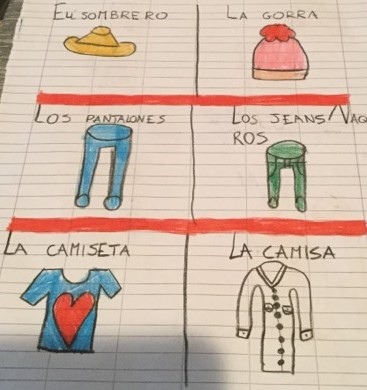 EL SOMBRERO
LA GORRA
LOS PANTALONES
LOS JEANS/VAQ
ROS
LA CAMISETA
LA CAMISA